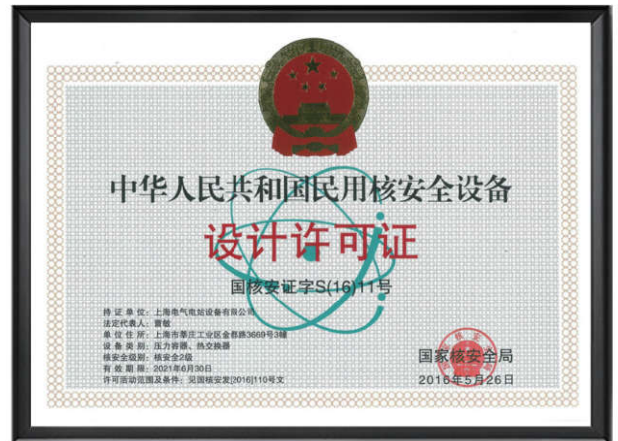 中华人民共和国民用核安全设备
设计许可证
国核安证字S(16)11号
持证单位：上海电气电站设备有限公司
法定代表人：曹敏
单位住所：上海市莘庄工业区金都路3669号3幢
设备类别：压力容器、热交换器
核安全级别：核安全2级
有效期限：2021年6月30日
许可活动范围及条件：见国核安发[2016]110号文
国家核安全局
2016年5月26日